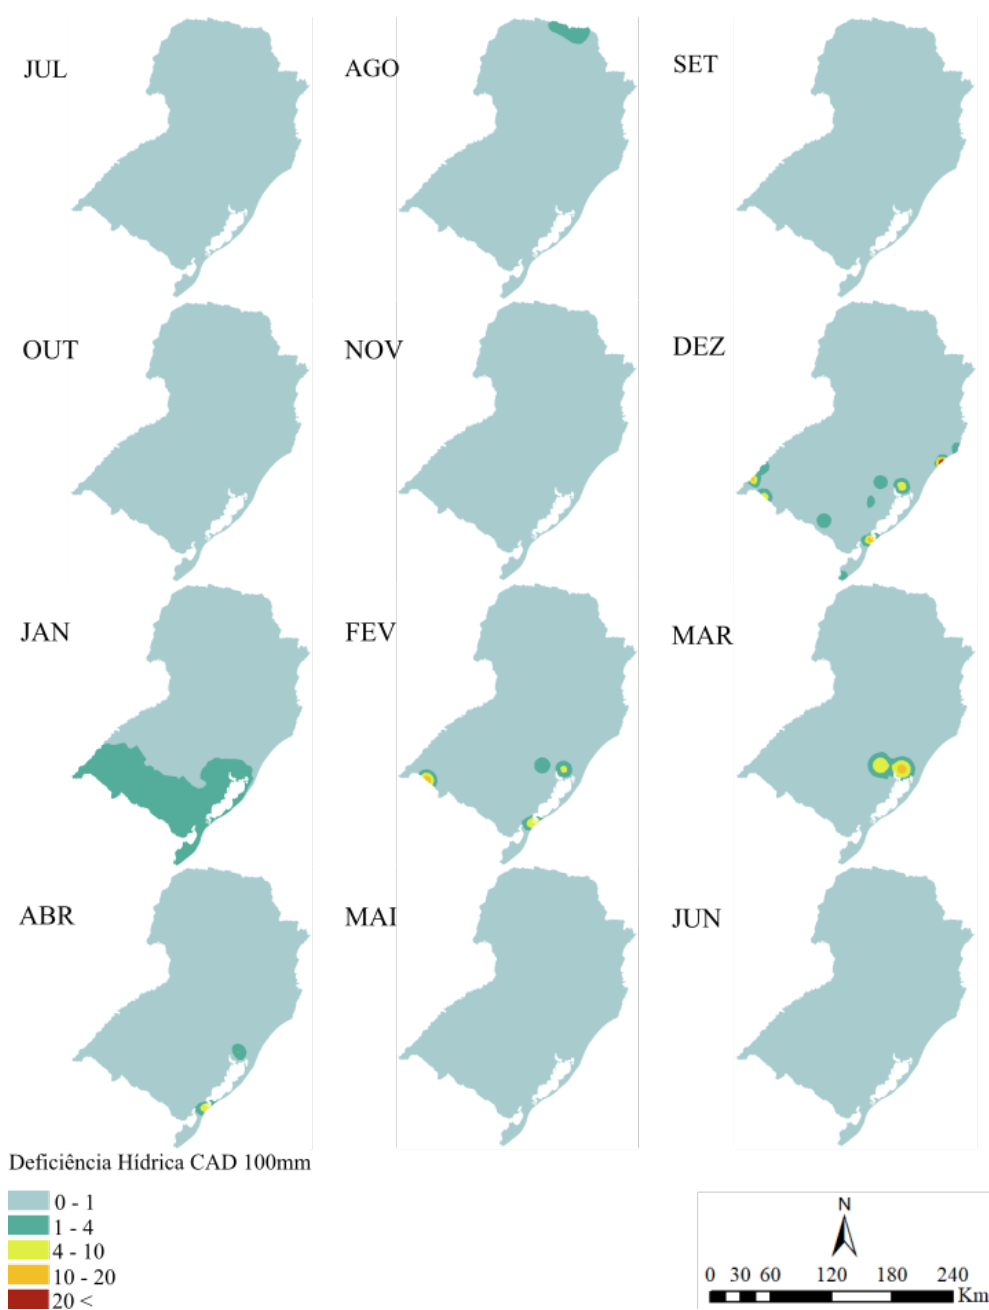 JUL
AGO
SET
OUT
NOV
DEZ
JAN
FEV
MAR
ABR
MAI
JUN
Deficiência Hídrica CAD 100mm
0 - 1
1 - 4
4 - 10
10 - 20
20 <
N
0 30 60 120 180 240
Km